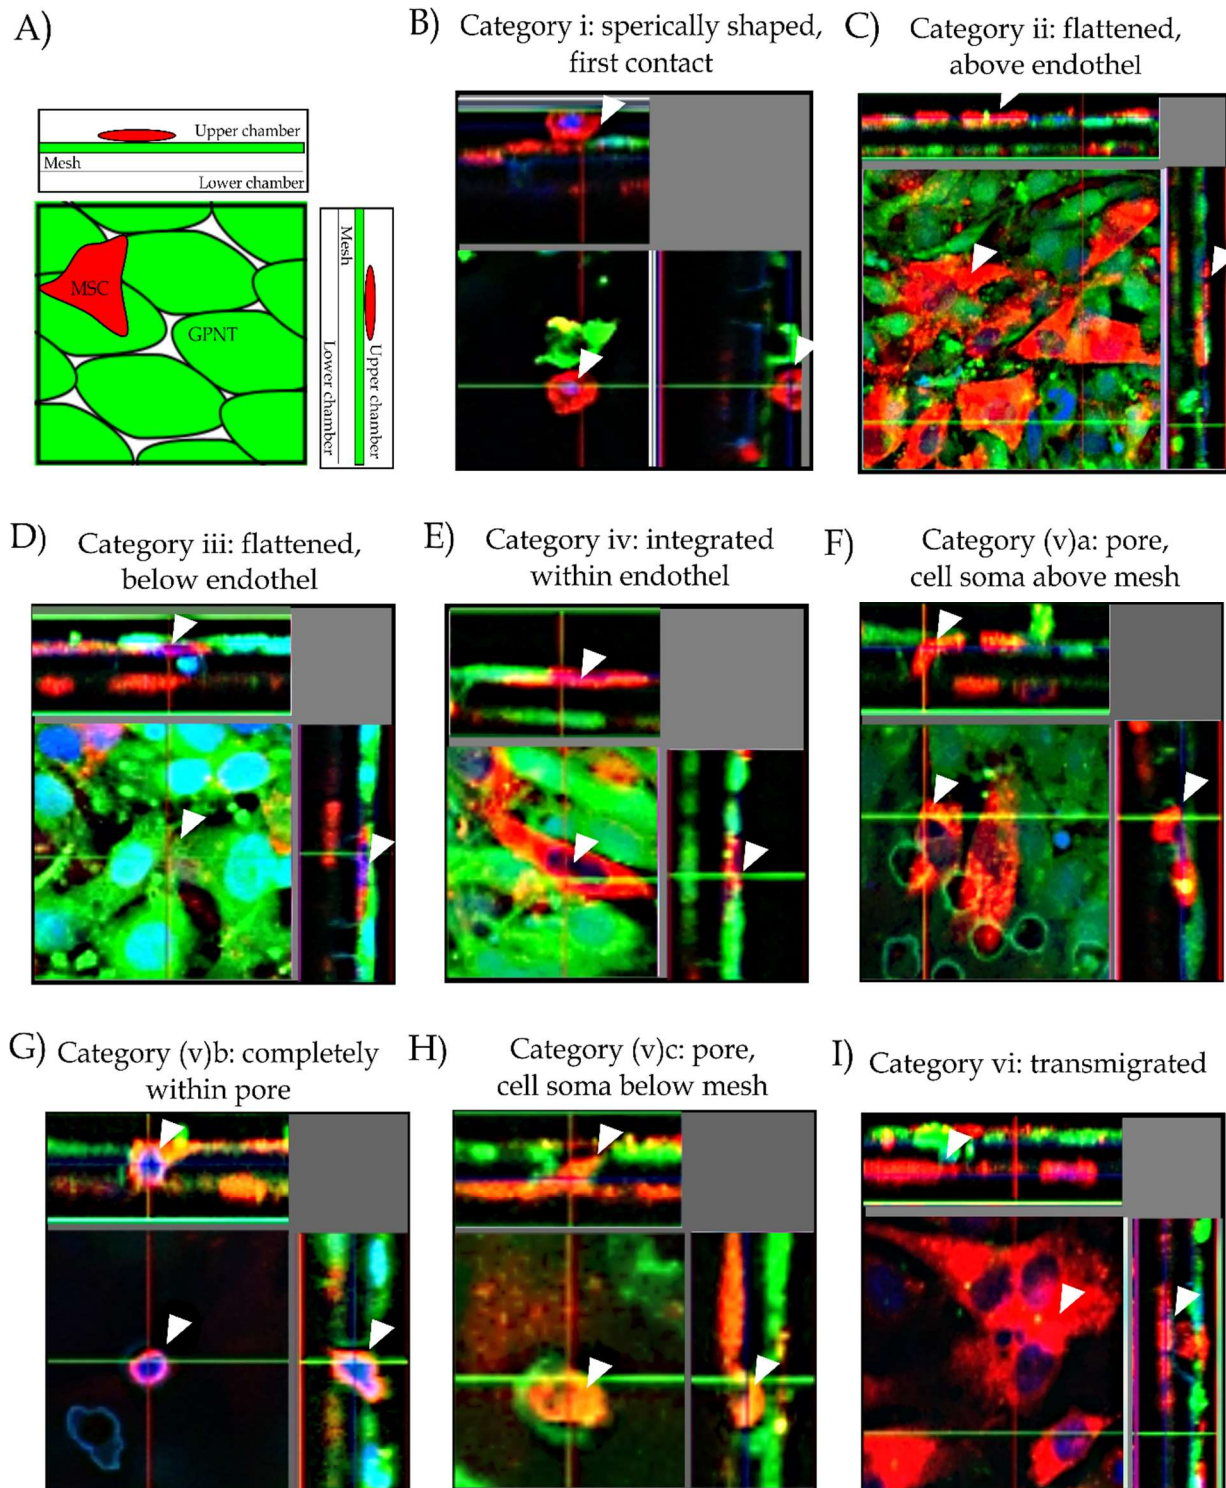 A)
Upper chamber
Mesh
Lower chamber
MSC
GPNT
Mesh
Lower chamber
Upper chamber
B) Category i: sperically shaped,
first contact
C) Category ii: flattened,
above endothel
D) Category iii: flattened,
below endothel
E) Category iv: integrated
within endothel
F) Category (v)a: pore,
cell soma above mesh
G) Category (v)b: completely
within pore
H) Category (v)c: pore,
cell soma below mesh
I) Category vi: transmigrated